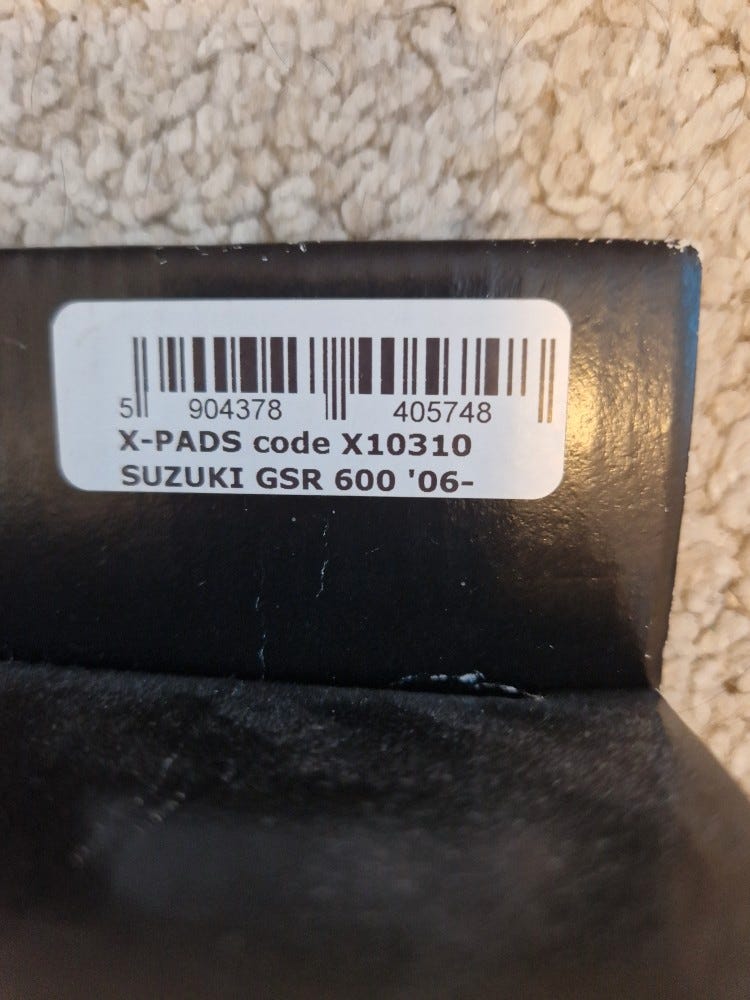 5 904378 405748
X-PADS code X10310
SUZUKI GSR 600 '06-